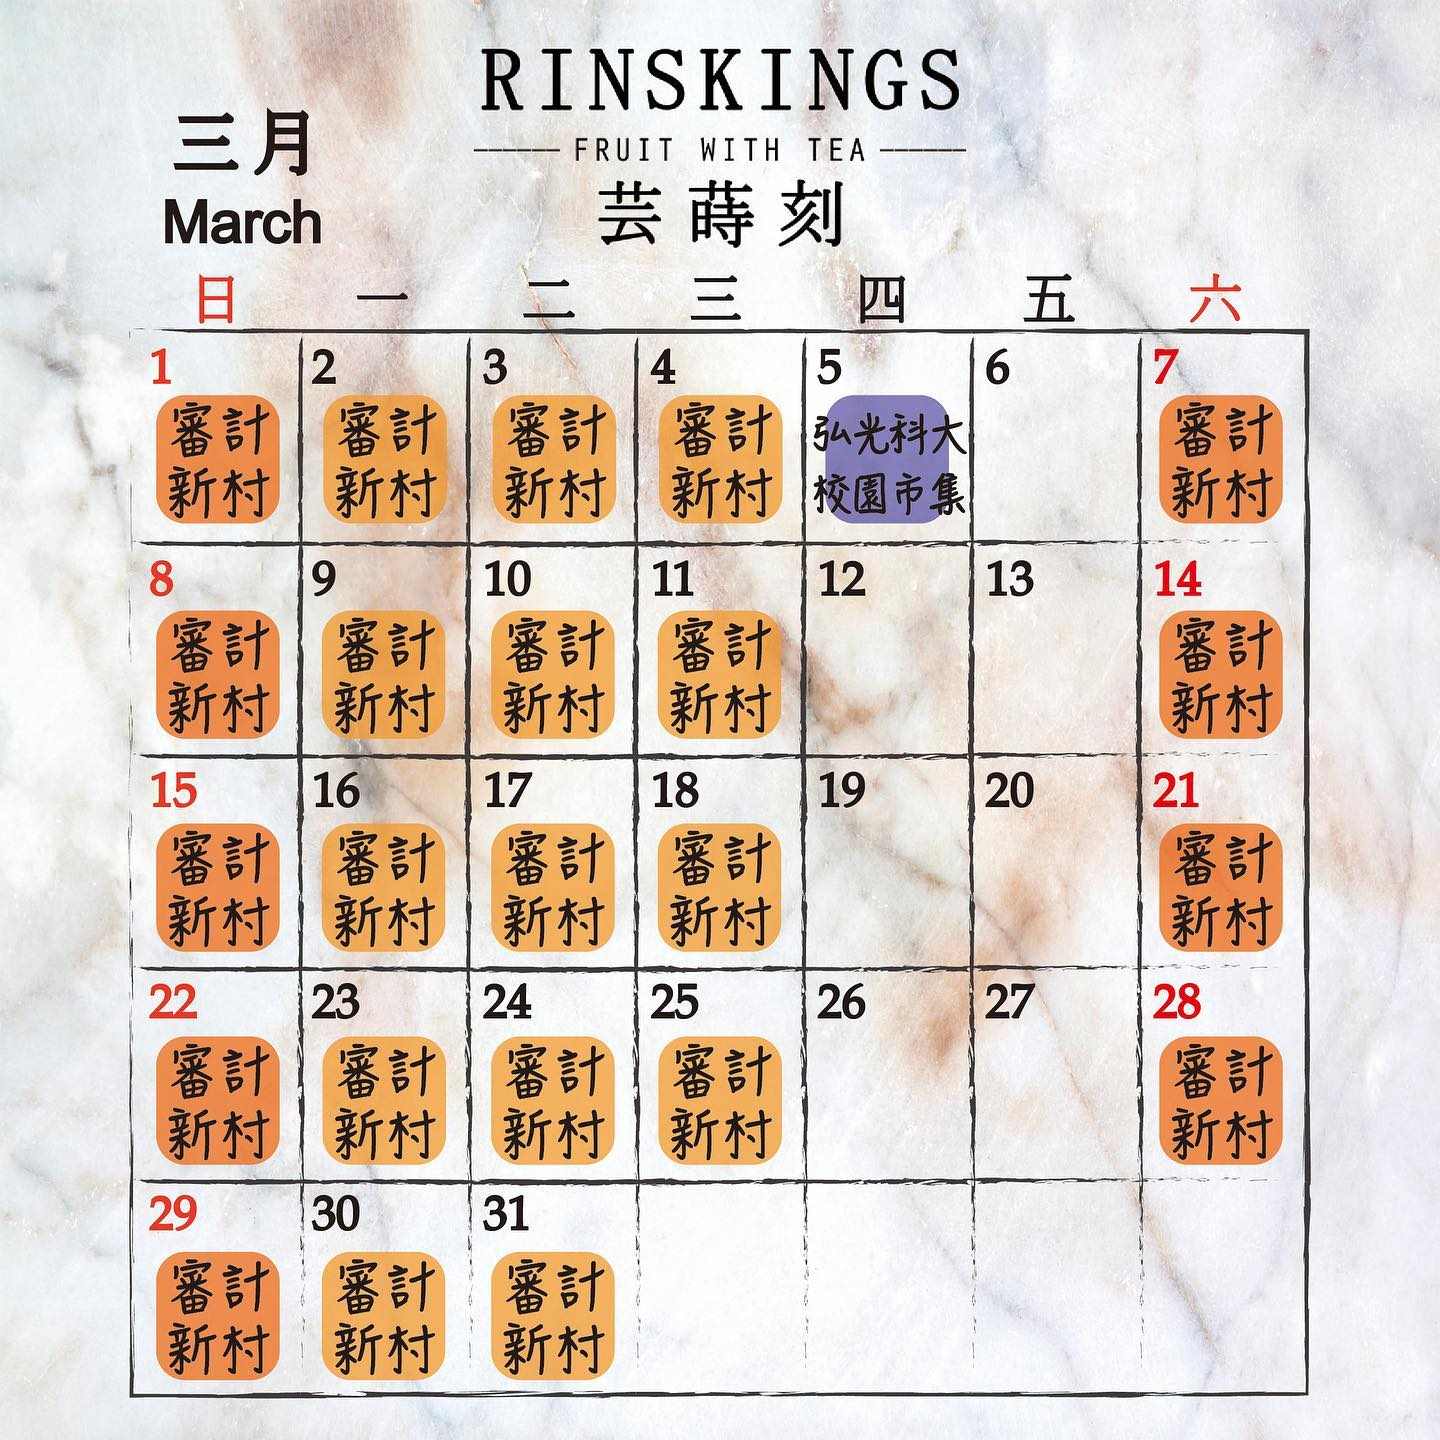 RINSKINGS
FRUIT WITH TEA
芸蒔刻
三月
March
日 一 二 三 四 五 六
1 2 3 4 5 6 7
審計 審計 審計 審計 弘光科大 審計
新村 新村 新村 新村 校園市集 新村
8 9 10 11 12 13 14
審計 審計 審計 審計 審計
新村 新村 新村 新村 新村
15 16 17 18 19 20 21
審計 審計 審計 審計 審計
新村 新村 新村 新村 新村
22 23 24 25 26 27 28
審計 審計 審計 審計 審計
新村 新村 新村 新村 新村
29 30 31
審計 審計 審計
新村 新村 新村